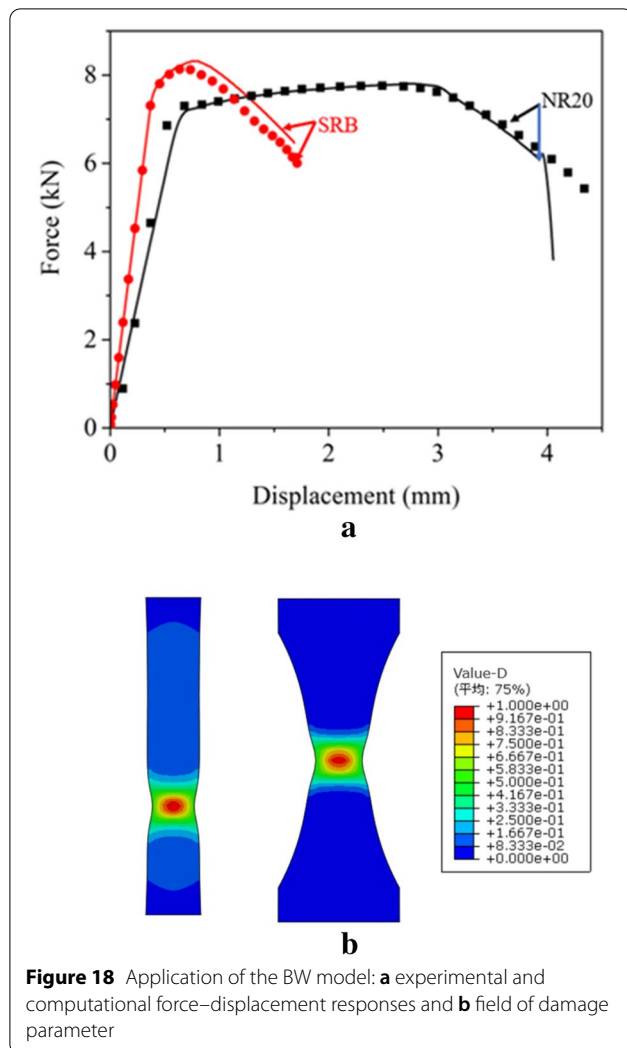 8
6
4
2
0
Force (kN)
SRB
NR20
0 1 2 3 4
Displacement (mm)
a
Value-D
(平均: 75%)
+1.000e+00
+9.167e-01
+8.333e-01
+7.500e-01
+6.667e-01
+5.833e-01
+5.000e-01
+4.167e-01
+3.333e-01
+2.500e-01
+1.667e-01
+8.333e-02
+0.000e+00
b
Figure 18 Application of the BW model: a experimental and
computational force–displacement responses and b field of damage
parameter